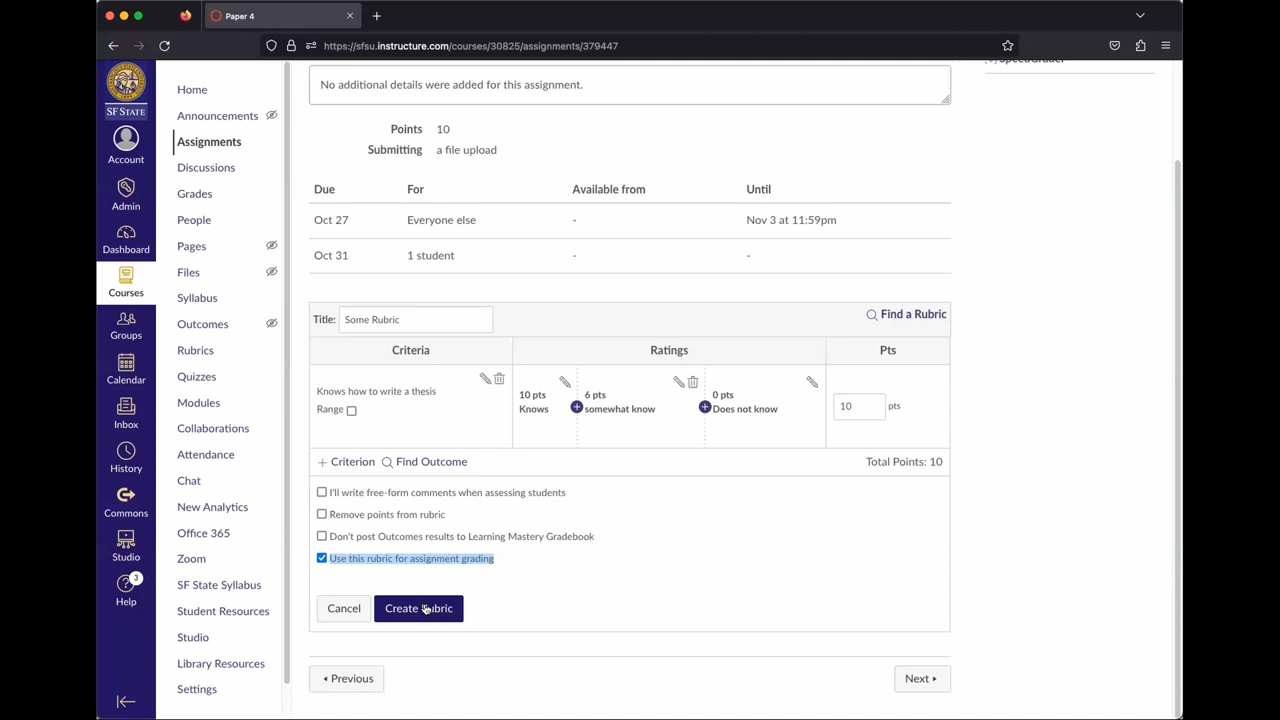 Paper 4
https://sfsu.instructure.com/courses/30825/assignments/379447
SF STATE
Account
Admin
Dashboard
Courses
Groups
Calendar
Inbox
History
Commons
Studio
3
Help
Home
Announcements
Assignments
Discussions
Grades
People
Pages
Files
Syllabus
Outcomes
Rubrics
Quizzes
Modules
Collaborations
Attendance
Chat
New Analytics
Office 365
Zoom
SF State Syllabus
Student Resources
Studio
Library Resources
Settings
SpeedGrader
No additional details were added for this assignment.
Points 10
Submitting a file upload
Due For Available from Until
Oct 27 Everyone else - Nov 3 at 11:59pm
Oct 31 1 student - -
Title: Some Rubric Find a Rubric
Criteria Ratings Pts
Knows how to write a thesis
Range
10 pts
Knows
6 pts
somewhat know
0 pts
Does not know
10 pts
+ Criterion Find Outcome Total Points: 10
I'll write free-form comments when assessing students
Remove points from rubric
Don't post Outcomes results to Learning Mastery Gradebook
Use this rubric for assignment grading
Cancel Create Rubric
Previous Next